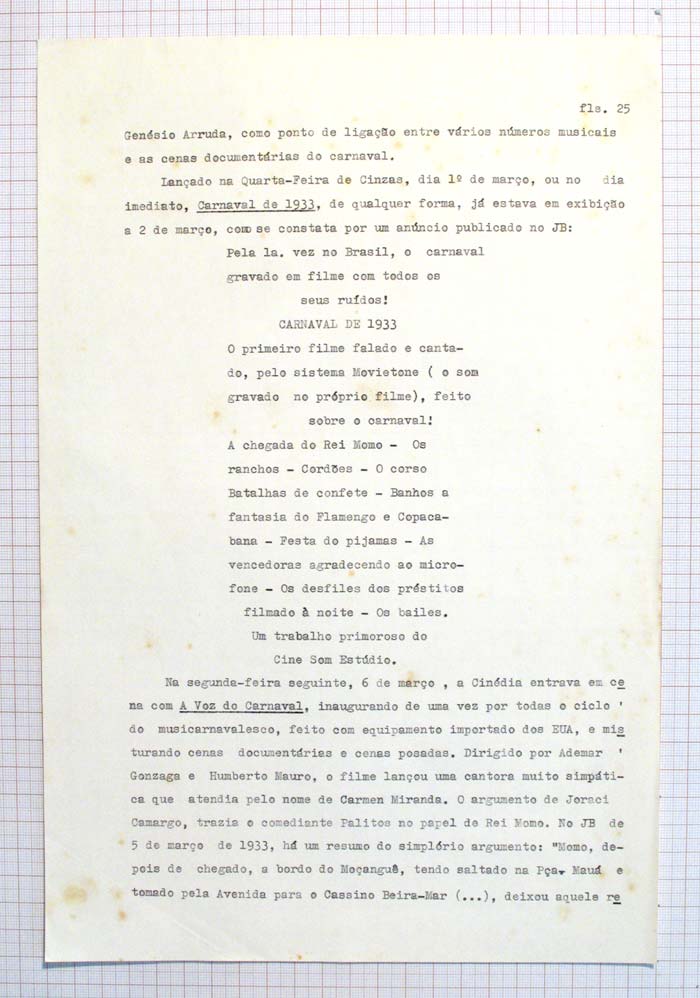 fls. 25
Genésio Arruda, como ponto de ligação entre vários números musicais
e as cenas documentárias do carnaval.
Lançado na Quarta-Feira de Cinzas, dia 1º de março, ou no dia
imediato, Carnaval de 1933, de qualquer forma, já estava em exibição
a 2 de março, como se constata por um anúncio publicado no JB:
Pela la. vez no Brasil, o carnaval
gravado em filme com todos os
seus ruídos!
CARNAVAL DE 1933
O primeiro filme falado e canta-
do, pelo sistema Movietone ( o som
gravado no próprio filme), feito
sobre o carnaval!
A chegada do Rei Momo - Os
ranchos - Cordões - O corso
Batalhas de confete - Banhos a
fantasia do Flamengo e Copaca-
bana - Festa do pijamas - As
vencedoras agradecendo ao micro-
fone - Os desfiles dos préstitos
filmado à noite - Os bailes.
Um trabalho primoroso do
Cine Som Estúdio.
Na segunda-feira seguinte, 6 de março , a Cinédia entrava em ce
na com A Voz do Carnaval, inaugurando de uma vez por todas o ciclo '
do musicarnavalesco, feito com equipamento importado dos EUA, e mis
turando cenas documentárias e cenas posadas. Dirigido por Ademar '
Gonzaga e Humberto Mauro, o filme lançou uma cantora muito simpáti-
ca que atendia pelo nome de Carmen Miranda. O argumento de Joraci
Camargo, trazia o comediante Palitos no papel de Rei Momo. No JB de
5 de março de 1933, há um resumo do simplório argumento: "Momo, de-
pois de chegado, a bordo do Moçanguê, tendo saltado na Pça. Mauá e
tomado pela Avenida para o Cassino Beira-Mar (...), deixou aquele re